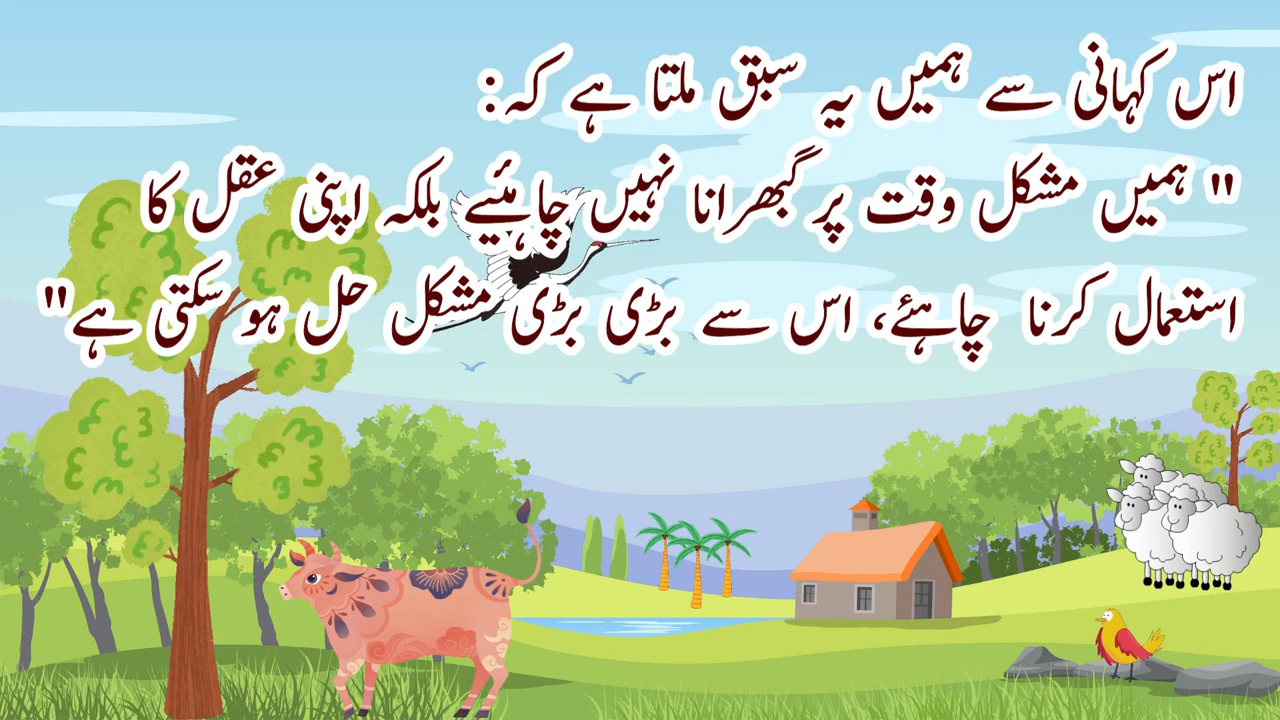 اس کہانی سے ہمیں یہ سبق ملتا ہے کہ:
" ہمیں مشکل وقت پر گبھرانا نہیں چاہئیے بلکہ اپنی عقل کا
استعمال کرنا چاہئے، اس سے بڑی بڑی مشکل حل ہو سکتی ہے"